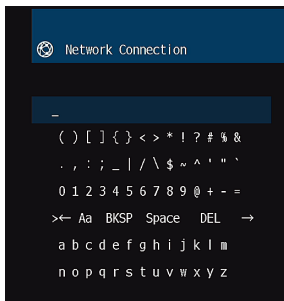 Network Connection
_
( ) [ ] { } < > * ! ? # % &
. , : ; _ | / \ $ ~ ^ ' " `
0 1 2 3 4 5 6 7 8 9 @ + - =
>← Aa BKSP Space DEL →
a b c d e f g h i j k l m
n o p q r s t u v w x y z